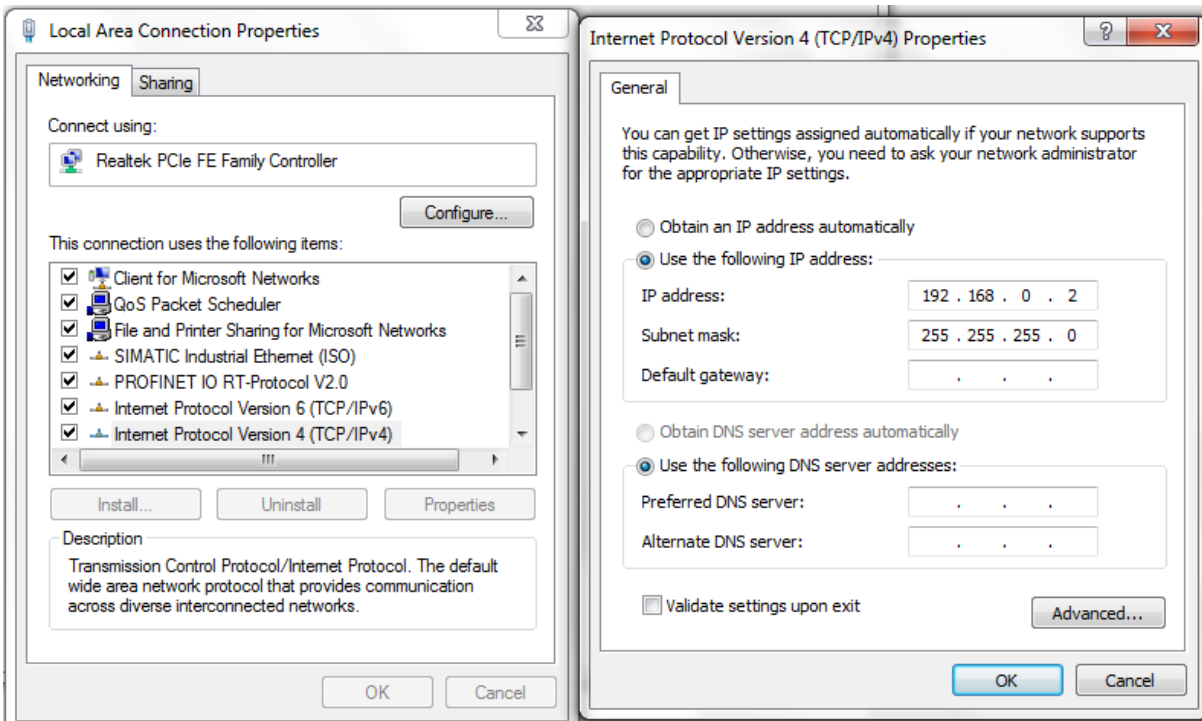 Local Area Connection Properties
Networking
Sharing
Connect using:
Realtek PCIe FE Family Controller
Configure...
This connection uses the following items:
Client for Microsoft Networks
QoS Packet Scheduler
File and Printer Sharing for Microsoft Networks
SIMATIC Industrial Ethernet (ISO)
PROFINET IO RT-Protocol V2.0
Internet Protocol Version 6 (TCP/IPv6)
Internet Protocol Version 4 (TCP/IPv4)
Install...
Uninstall
Properties
Description
Transmission Control Protocol/Internet Protocol. The default
wide area network protocol that provides communication
across diverse interconnected networks.
OK
Cancel
Internet Protocol Version 4 (TCP/IPv4) Properties
General
You can get IP settings assigned automatically if your network supports
this capability. Otherwise, you need to ask your network administrator
for the appropriate IP settings.
Obtain an IP address automatically
Use the following IP address:
IP address: 192 . 168 . 0 . 2
Subnet mask: 255 . 255 . 255 . 0
Default gateway: . . .
Obtain DNS server address automatically
Use the following DNS server addresses:
Preferred DNS server: . . .
Alternate DNS server: . . .
Validate settings upon exit
Advanced...
OK
Cancel